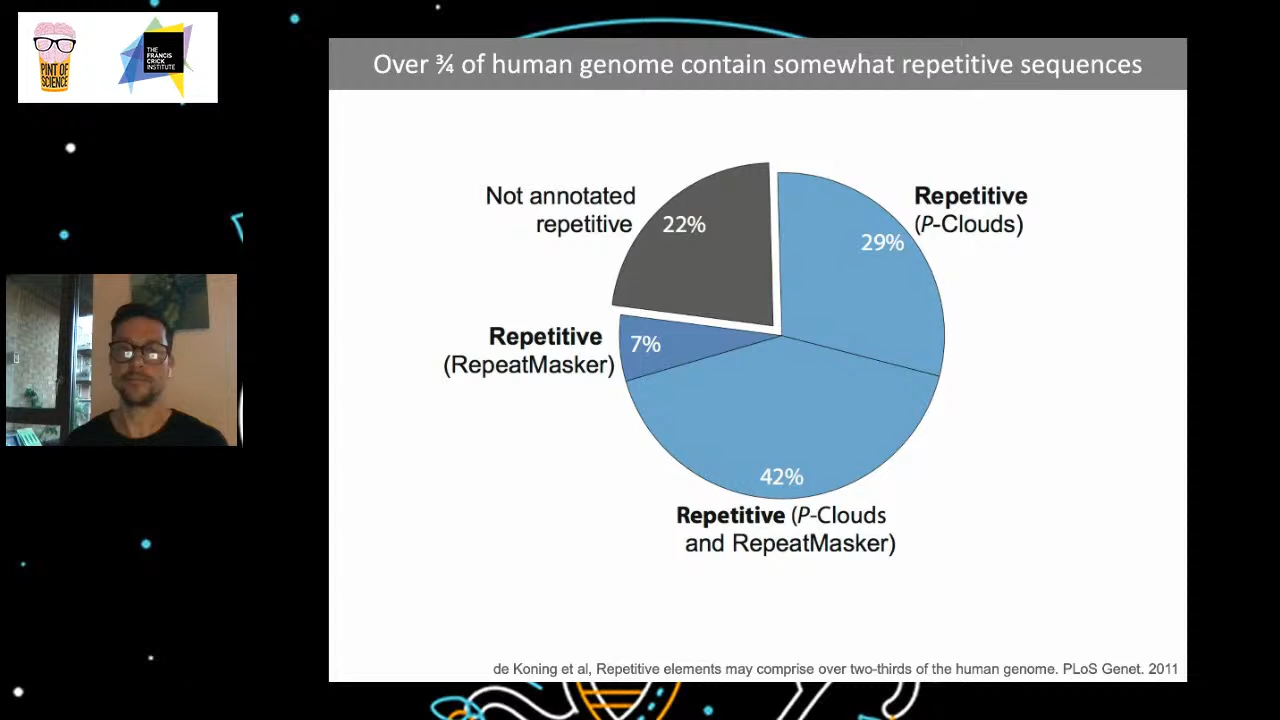 PINT OF
SCIENCE
THE
FRANCIS
CRICK
INSTITUTE
Over ¾ of human genome contain somewhat repetitive sequences
Not annotated
repetitive
22%
Repetitive
(P-Clouds)
29%
Repetitive
(RepeatMasker)
7%
42%
Repetitive (P-Clouds
and RepeatMasker)
de Koning et al, Repetitive elements may comprise over two-thirds of the human genome. PLoS Genet. 2011